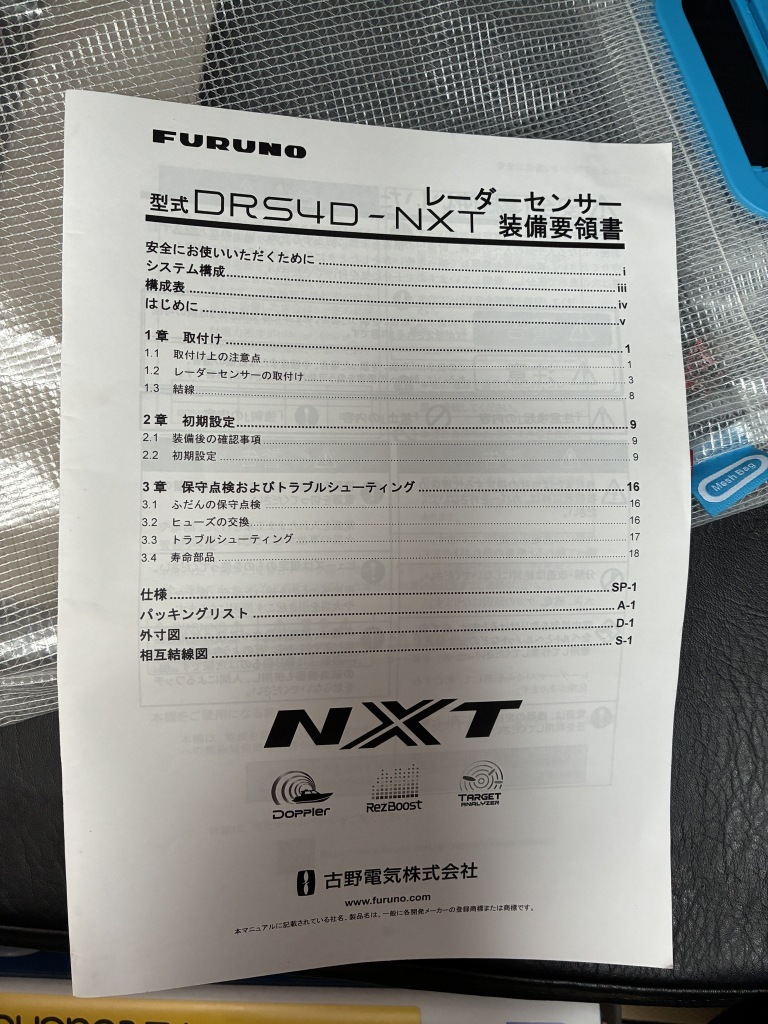 FURUNO
レーダーセンサー
型式 DRS4D-NXT 装備要領書
安全にお使いいただくために ........ i
システム構成 ........ iii
構成表 ........ iv
はじめに ........ v
1章 取付け ........ 1
1.1 取付け上の注意点 ........ 1
1.2 レーダーセンサーの取付け ........ 3
1.3 結線 ........ 8
2章 初期設定 ........ 9
2.1 装備後の確認事項 ........ 9
2.2 初期設定 ........ 9
3章 保守点検およびトラブルシューティング ........ 16
3.1 ふだんの保守点検 ........ 16
3.2 ヒューズの交換 ........ 16
3.3 トラブルシューティング ........ 17
3.4 寿命部品 ........ 18
仕様 ........ SP-1
パッキングリスト ........ A-1
外寸図 ........ D-1
相互結線図 ........ S-1
NXT
Doppler RezBoost TARGET ANALYZER
古野電気株式会社
www.furuno.com
本マニュアルに記載されている社名、製品名は、一般に各開発メーカーの登録商標または商標です。
Mesh Bag